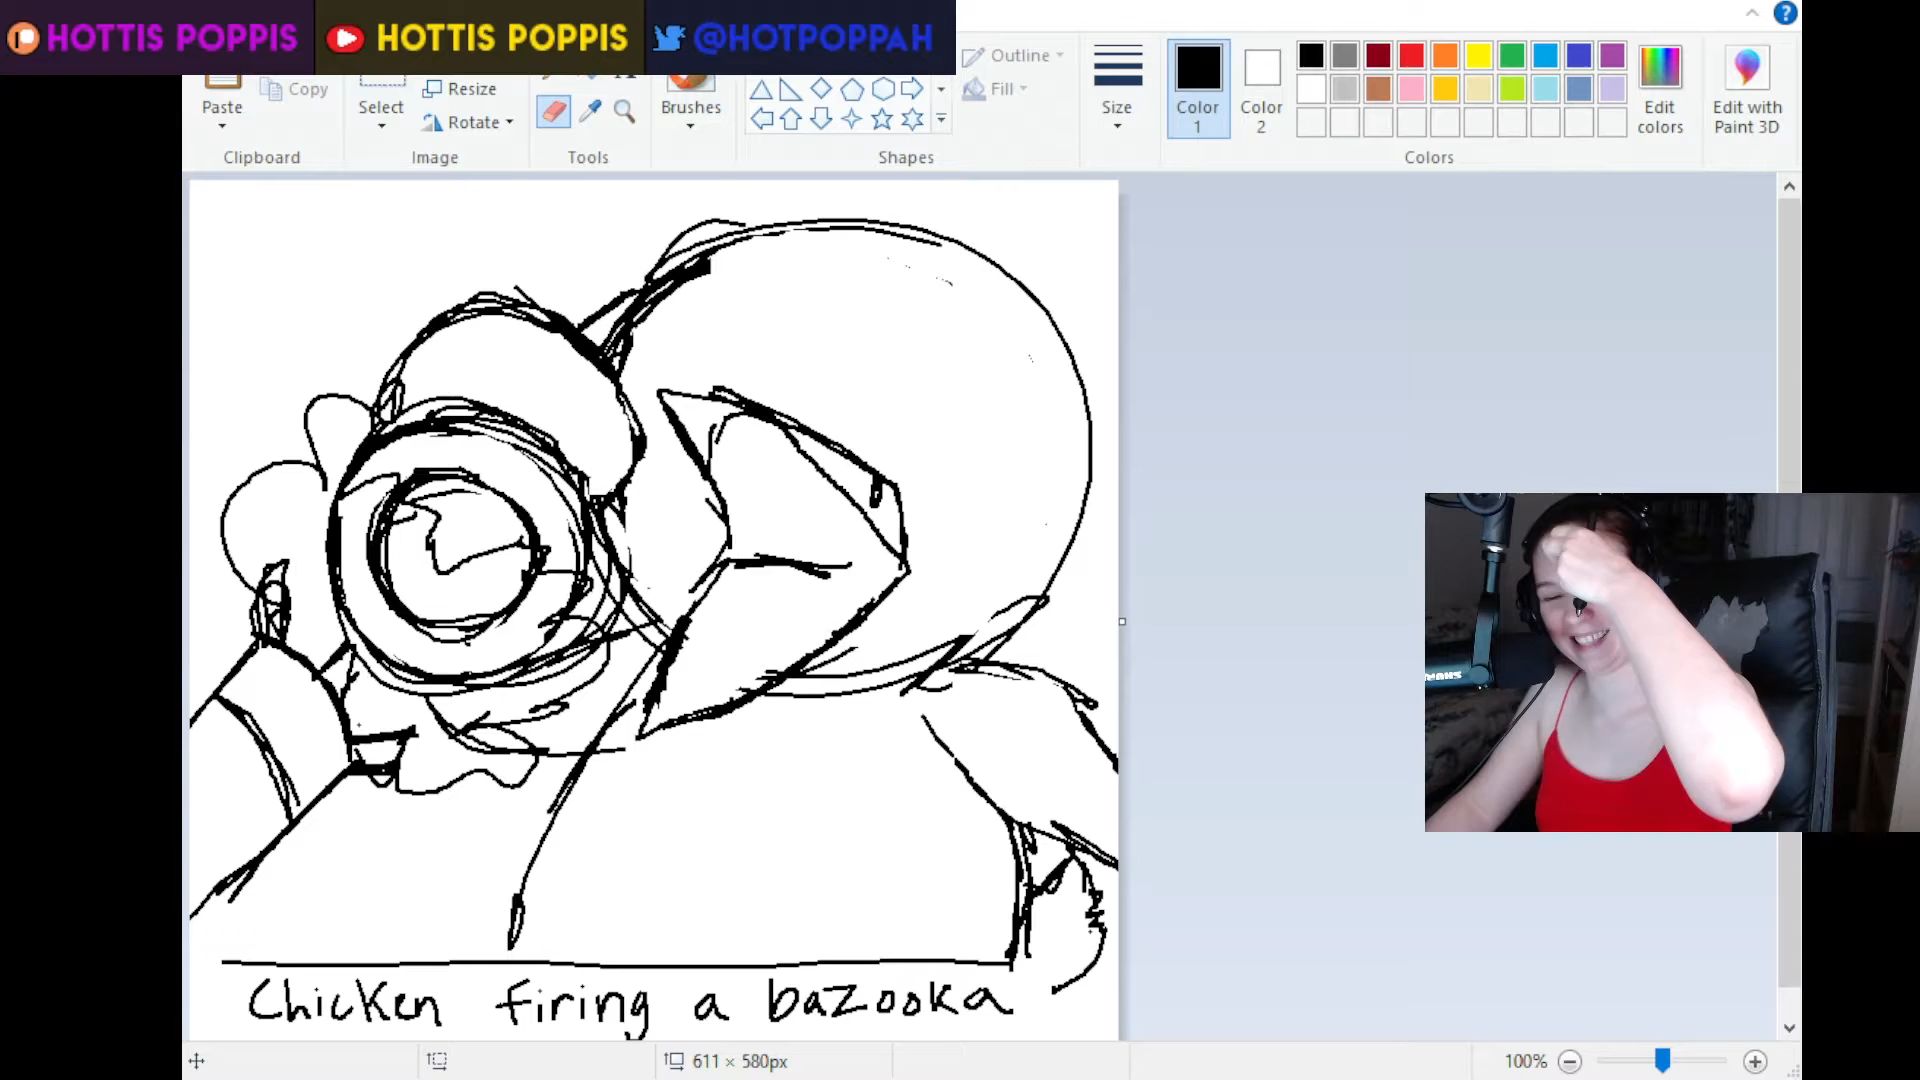 HOTTIS POPPIS HOTTIS POPPIS @HOTPOPPAH
Outline
Copy Resize Fill
Paste Select Rotate Brushes Size Color 1 Color 2 Edit colors Edit with Paint 3D
Clipboard Image Tools Shapes Colors
SHURE
Chicken firing a bazooka
611 × 580px 100%